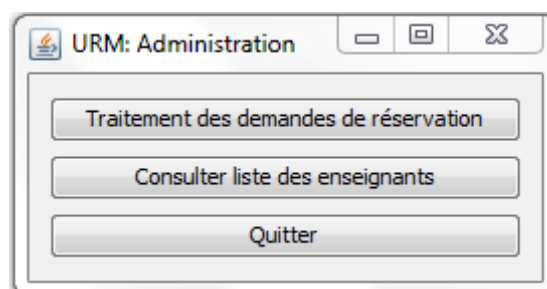 URM: Administration
Traitement des demandes de réservation
Consulter liste des enseignants
Quitter